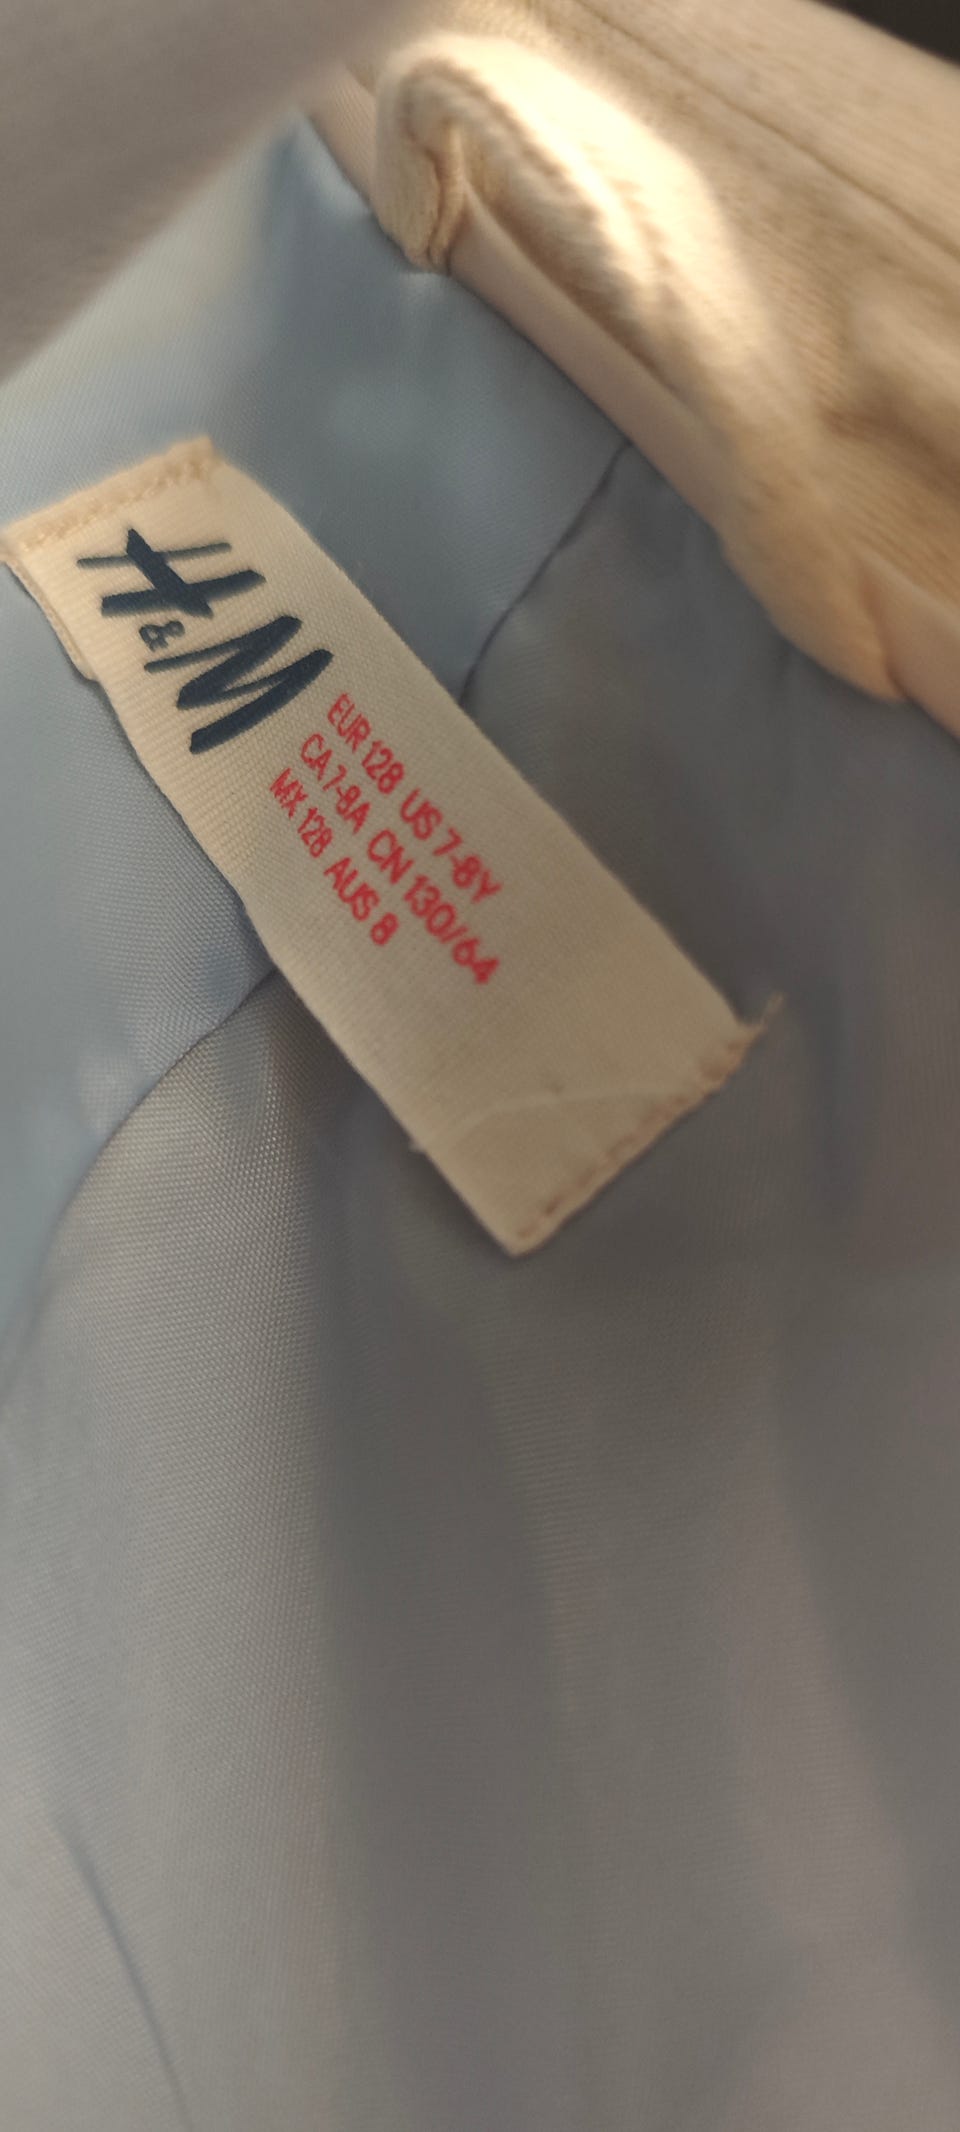 H&M
EUR 128 US 7-8Y
CA 7-8A CN 130/64
MX 128 AUS 8